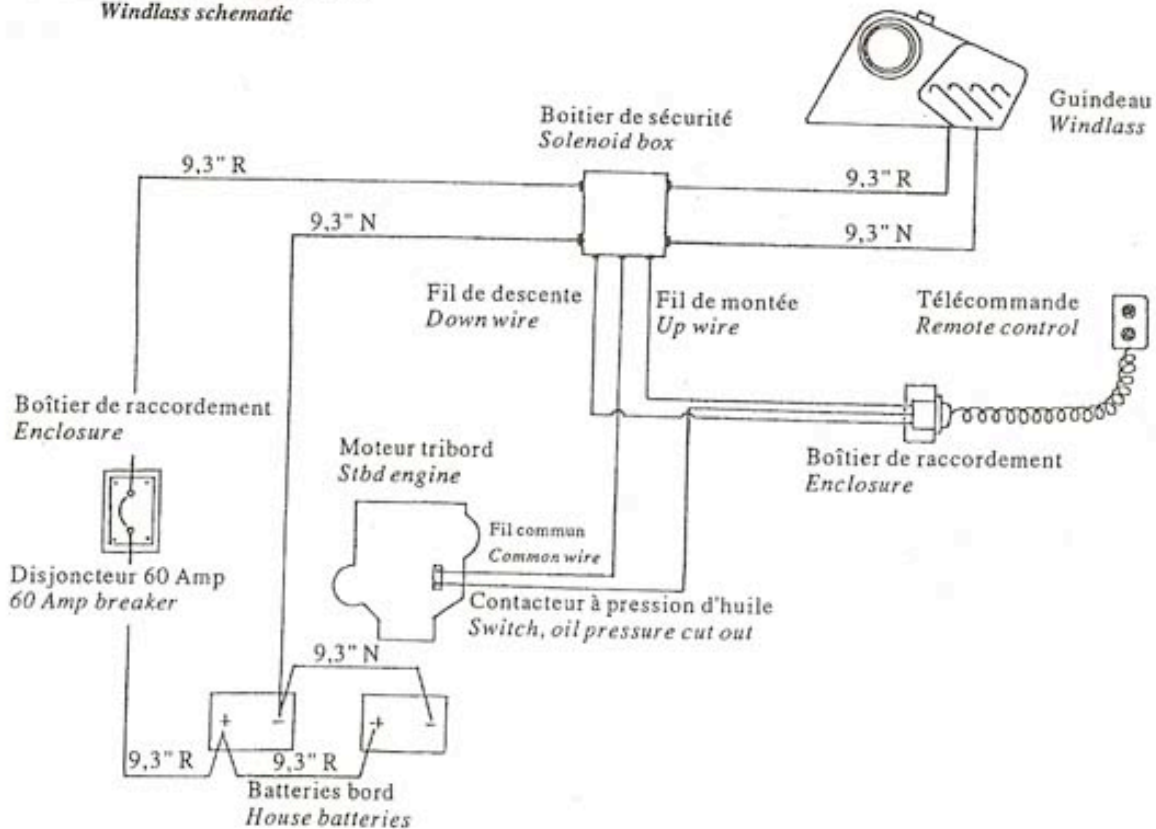 Windlass schematic
Guindeau
Windlass
Boitier de sécurité
Solenoid box
9,3" R
9,3" R
9,3" N
9,3" N
Fil de descente
Down wire
Fil de montée
Up wire
Télécommande
Remote control
Boîtier de raccordement
Enclosure
Moteur tribord
Stbd engine
Boîtier de raccordement
Enclosure
Fil commun
Common wire
Disjoncteur 60 Amp
60 Amp breaker
Contacteur à pression d'huile
Switch, oil pressure cut out
9,3" N
+ -
+ -
9,3" R
9,3" R
Batteries bord
House batteries